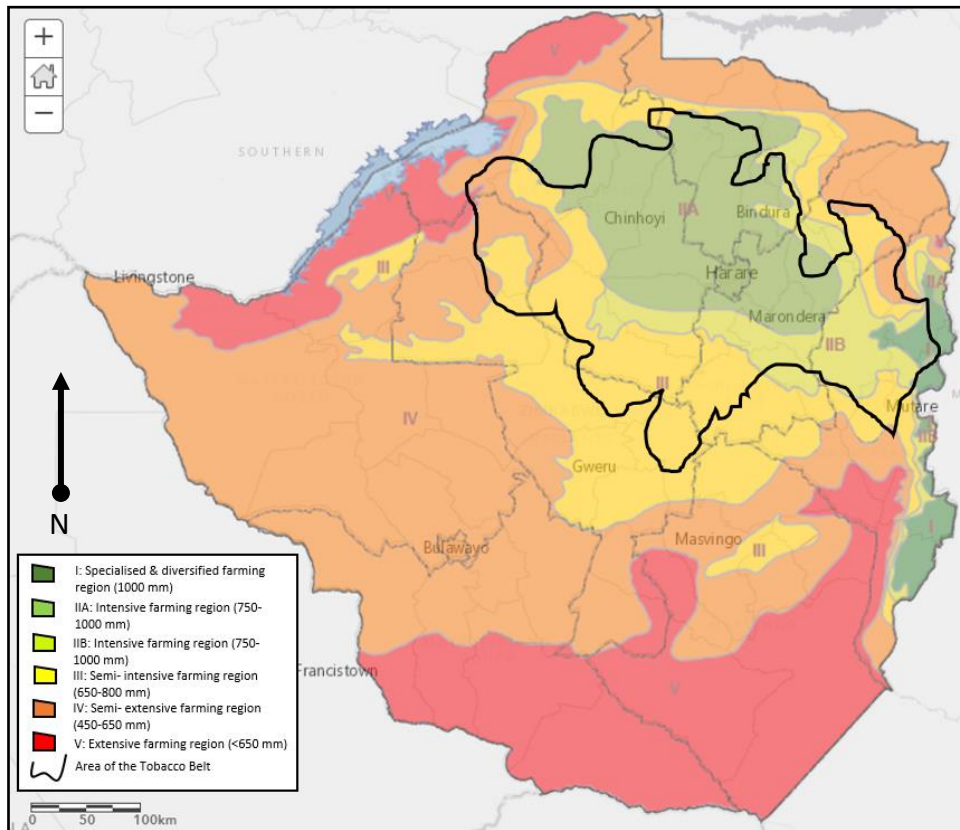 +
−
V
SOUTHERN
Chinhoyi
IIA
Bindura
Livingstone
III
Harare
IIA
Marondera
IIB
III
Mutare
IV
IIB
Gweru
N
Masvingo
I
Bulawayo
III
Francistown
V
I: Specialised & diversified farming
region (1000 mm)
IIA: Intensive farming region (750-
1000 mm)
IIB: Intensive farming region (750-
1000 mm)
III: Semi- intensive farming region
(650-800 mm)
IV: Semi- extensive farming region
(450-650 mm)
V: Extensive farming region (<650 mm)
Area of the Tobacco Belt
0 50 100km
LA